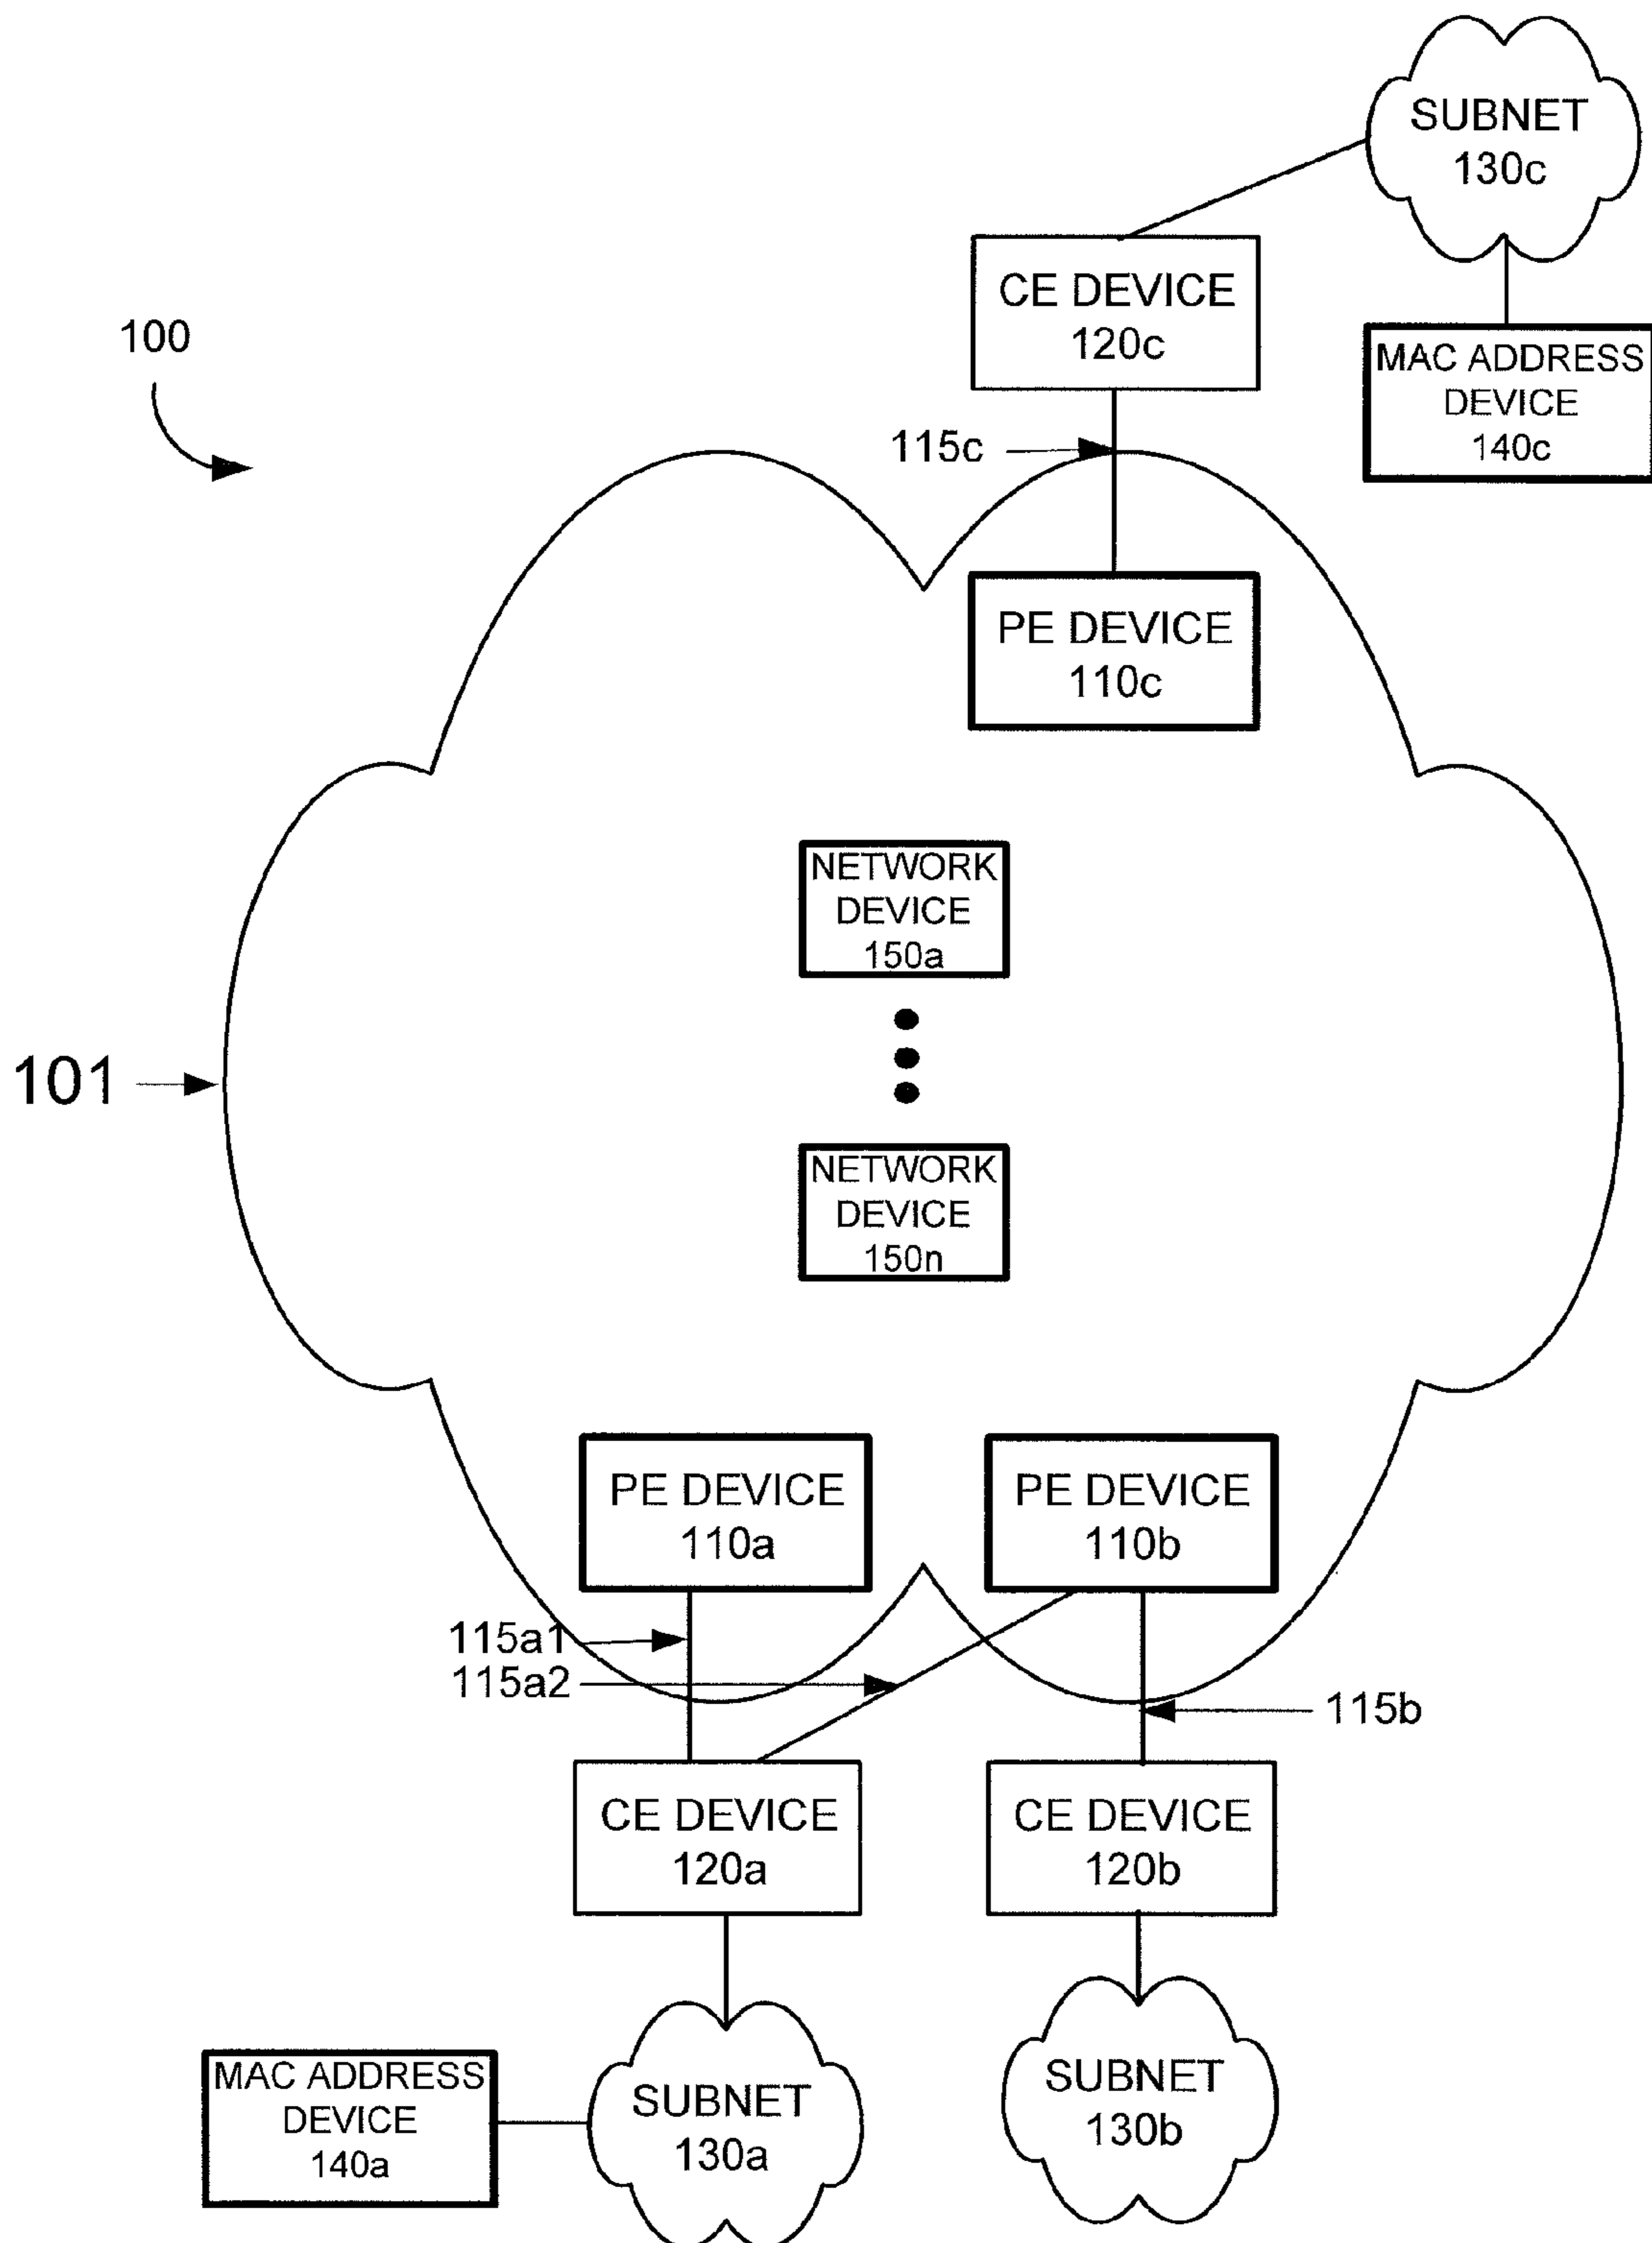 SUBNET
130c
CE DEVICE
120c
100
MAC ADDRESS
DEVICE
140c
115c
PE DEVICE
110c
NETWORK
DEVICE
150a
101
NETWORK
DEVICE
150n
PE DEVICE
110a
PE DEVICE
110b
115a1
115a2
115b
CE DEVICE
120a
CE DEVICE
120b
MAC ADDRESS
DEVICE
140a
SUBNET
130a
SUBNET
130b